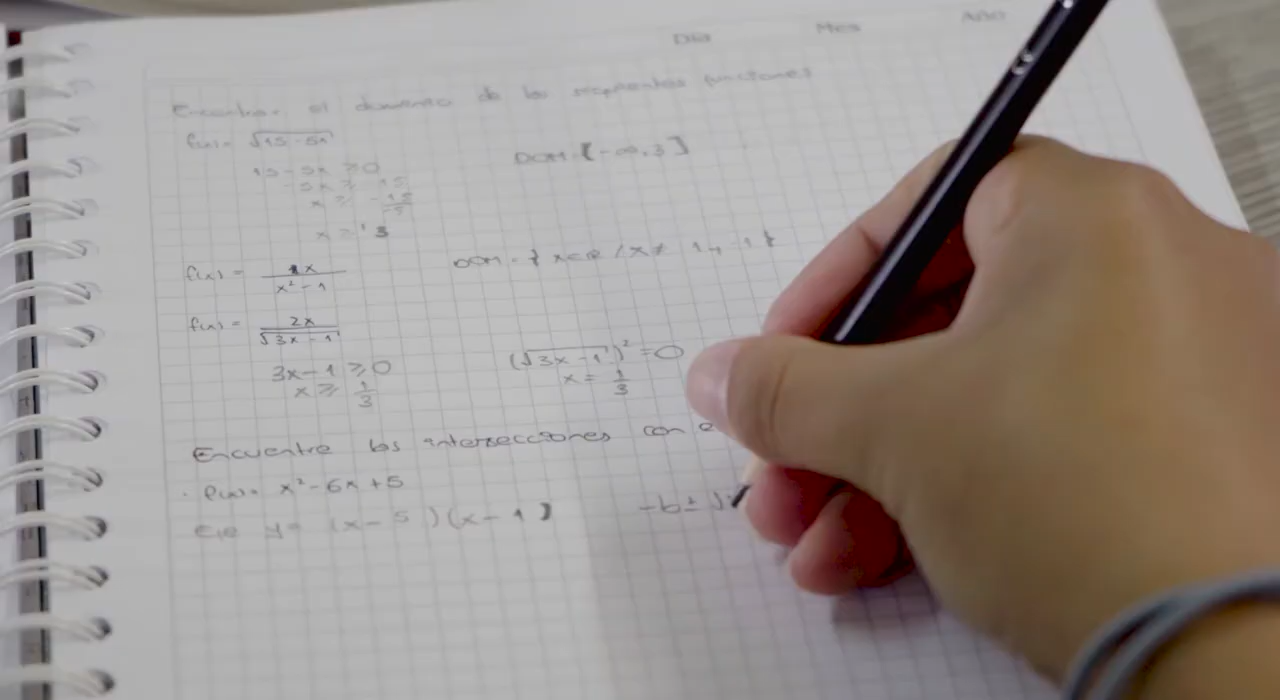 Día Mes Año
Encontrar el dominio de las siguientes funciones
f(x)= √15-5x
15-5x ≥0
DOM=[-∞,3]
-5x ≥ -15
x ≥ -15/-5
x ≥ 3
f(x)= 2x/x²-1
DOM={x∈R/x≠ 1, -1}
f(x)= 2x/√3x-1
3x-1 ≥0
(√3x-1)²=0
x ≥ 1/3
x = 1/3
Encuentre las intersecciones con e
· f(x)= x²-6x+5
Eje y= (x-5)(x-1)
-b±√